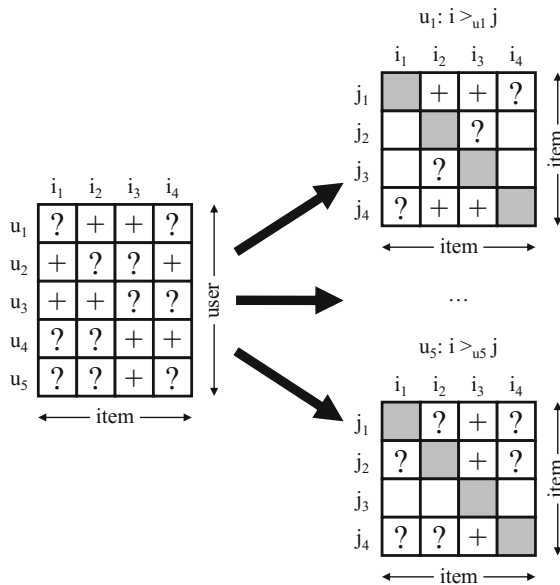 u₁: i >ᵤ₁ j
i₁ i₂ i₃ i₄
j₁ + + ?
j₂ ?
j₃ ?
j₄ ? + +
item
item
i₁ i₂ i₃ i₄
u₁ ? + + ?
u₂ + ? ? +
u₃ + + ? ?
u₄ ? ? + +
u₅ ? ? + ?
user
item
...
u₅: i >ᵤ₅ j
i₁ i₂ i₃ i₄
j₁ ? + ?
j₂ ? + ?
j₃
j₄ ? ? +
item
item